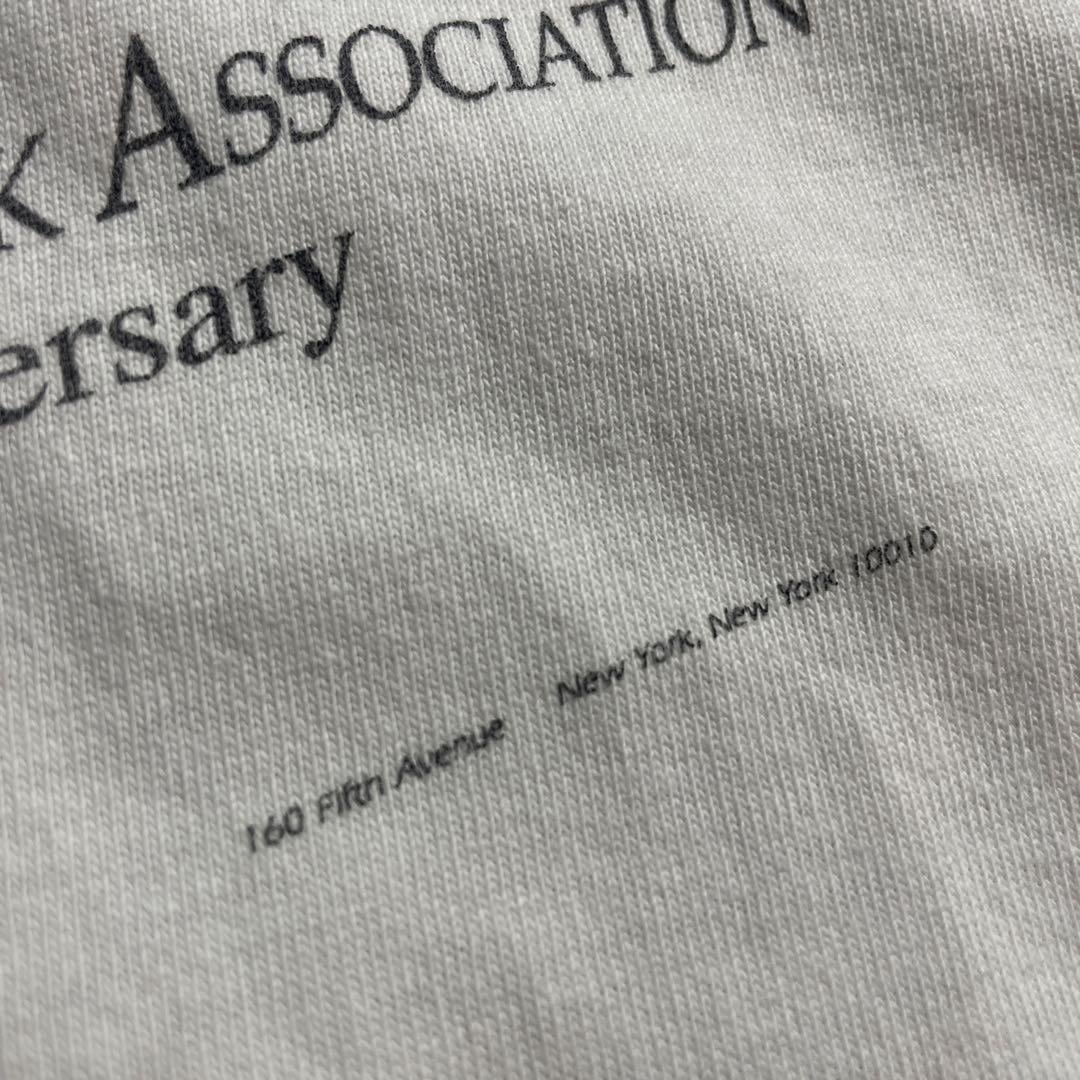 K ASSOCIATION
ersary
160 Fifth Avenue New York, New York 10010